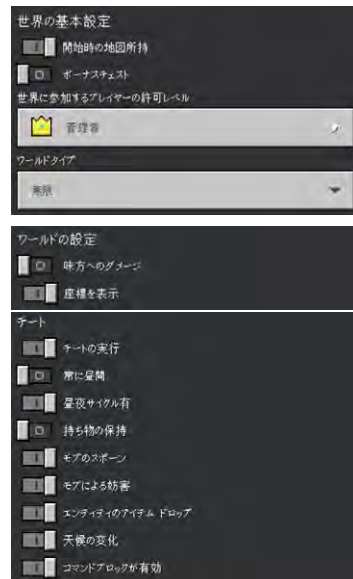 世界の基本設定
開始時の地図所持
ボーナスチェスト
世界に参加するプレイヤーの許可レベル
管理者
ワールドタイプ
無限
ワールドの設定
味方へのダメージ
座標を表示
チート
チートの実行
常に昼間
昼夜サイクル有
持ち物の保持
モブのスポーン
モブによる妨害
エンティティのアイテム ドロップ
天候の変化
コマンドブロックが有効